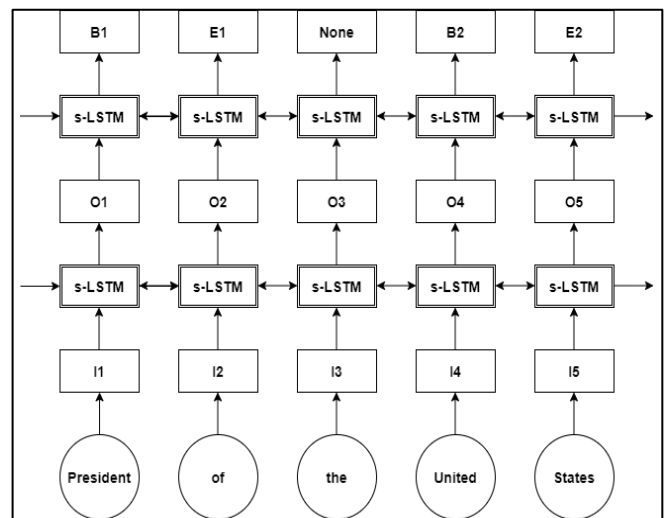 B1 E1 None B2 E2
s-LSTM s-LSTM s-LSTM s-LSTM s-LSTM
O1 O2 O3 O4 O5
s-LSTM s-LSTM s-LSTM s-LSTM s-LSTM
I1 I2 I3 I4 I5
President of the United States